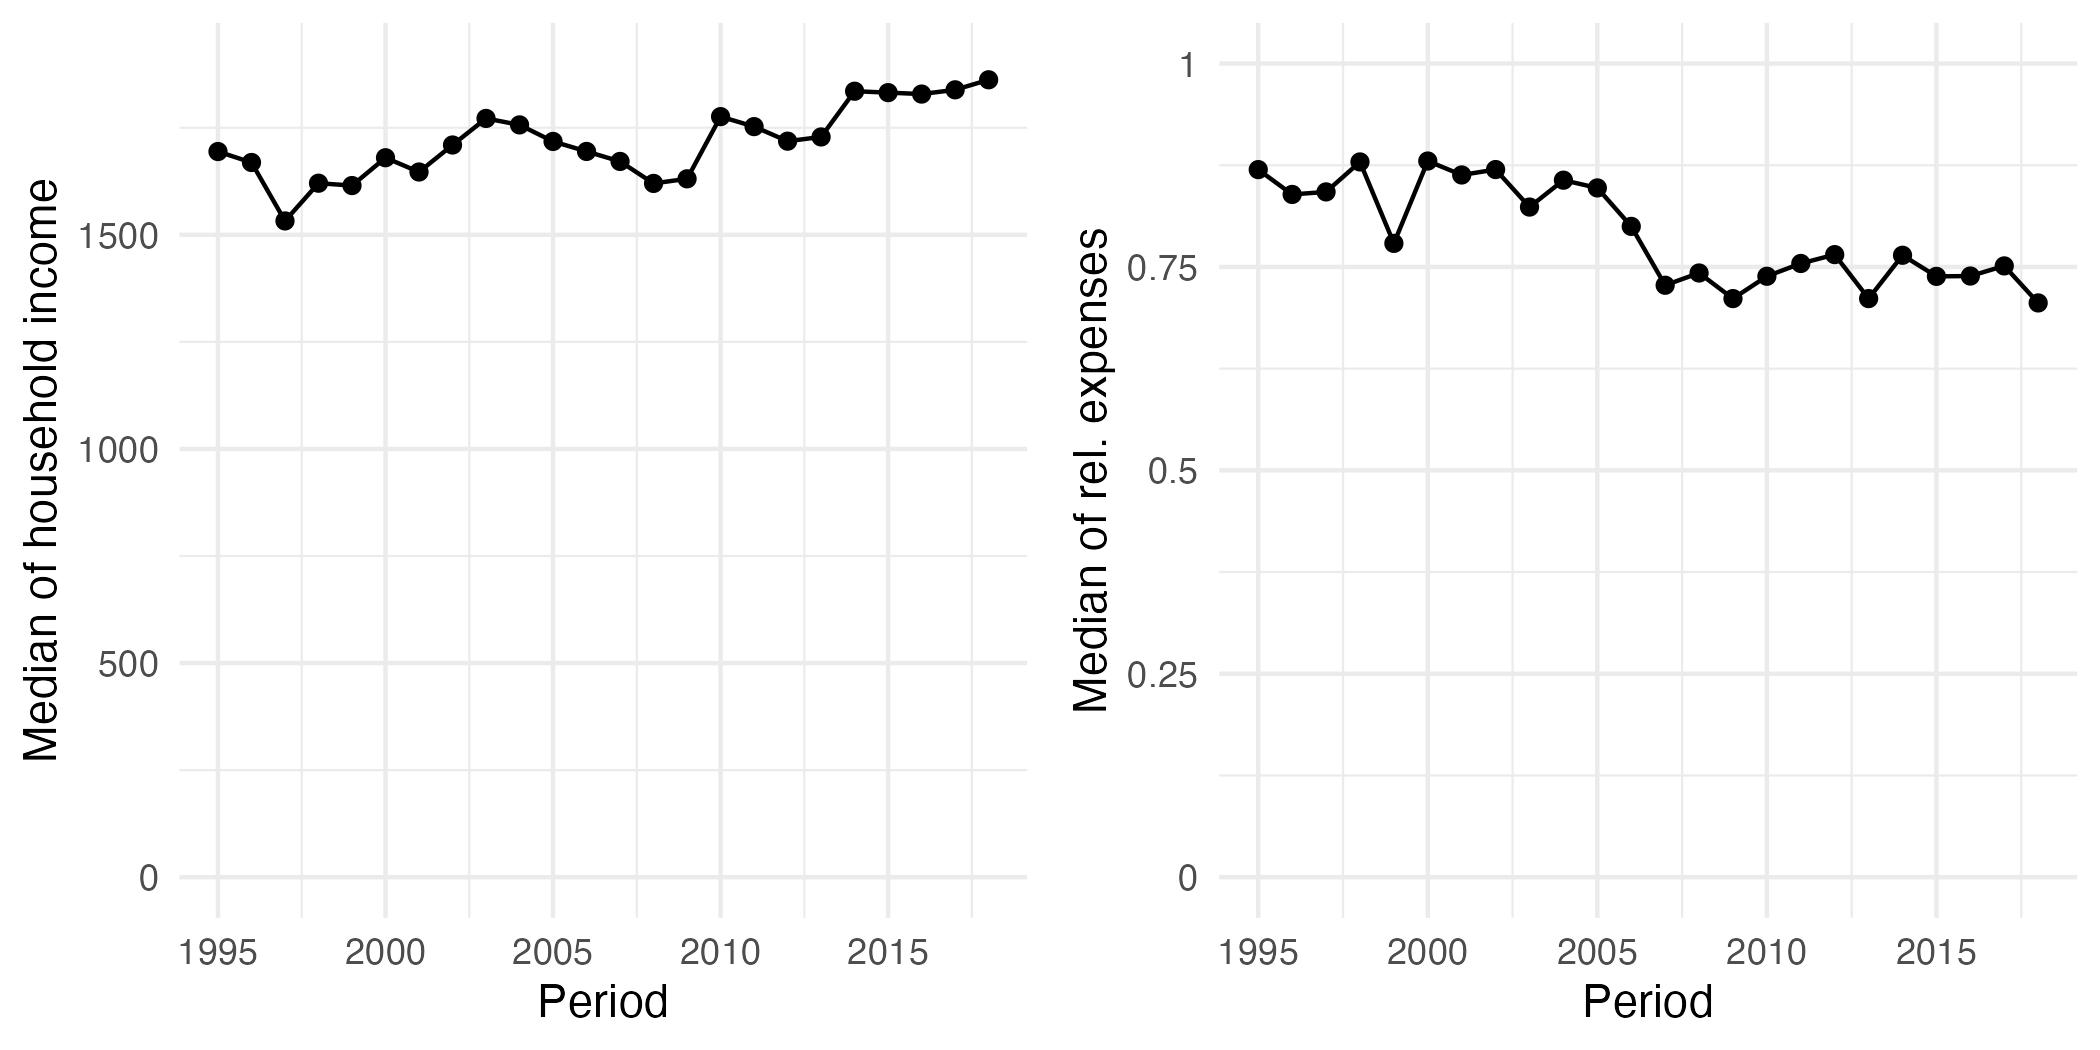 Median of household income
1500
1000
500
0
1995 2000 2005 2010 2015
Period
Median of rel. expenses
1
0.75
0.5
0.25
0
1995 2000 2005 2010 2015
Period